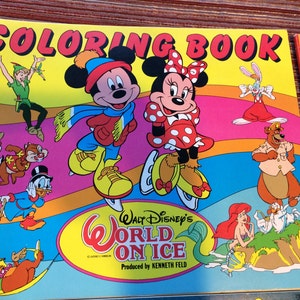 COLORING BOOK
WALT DISNEY'S
WORLD
ON ICE
Produced by KENNETH FELD